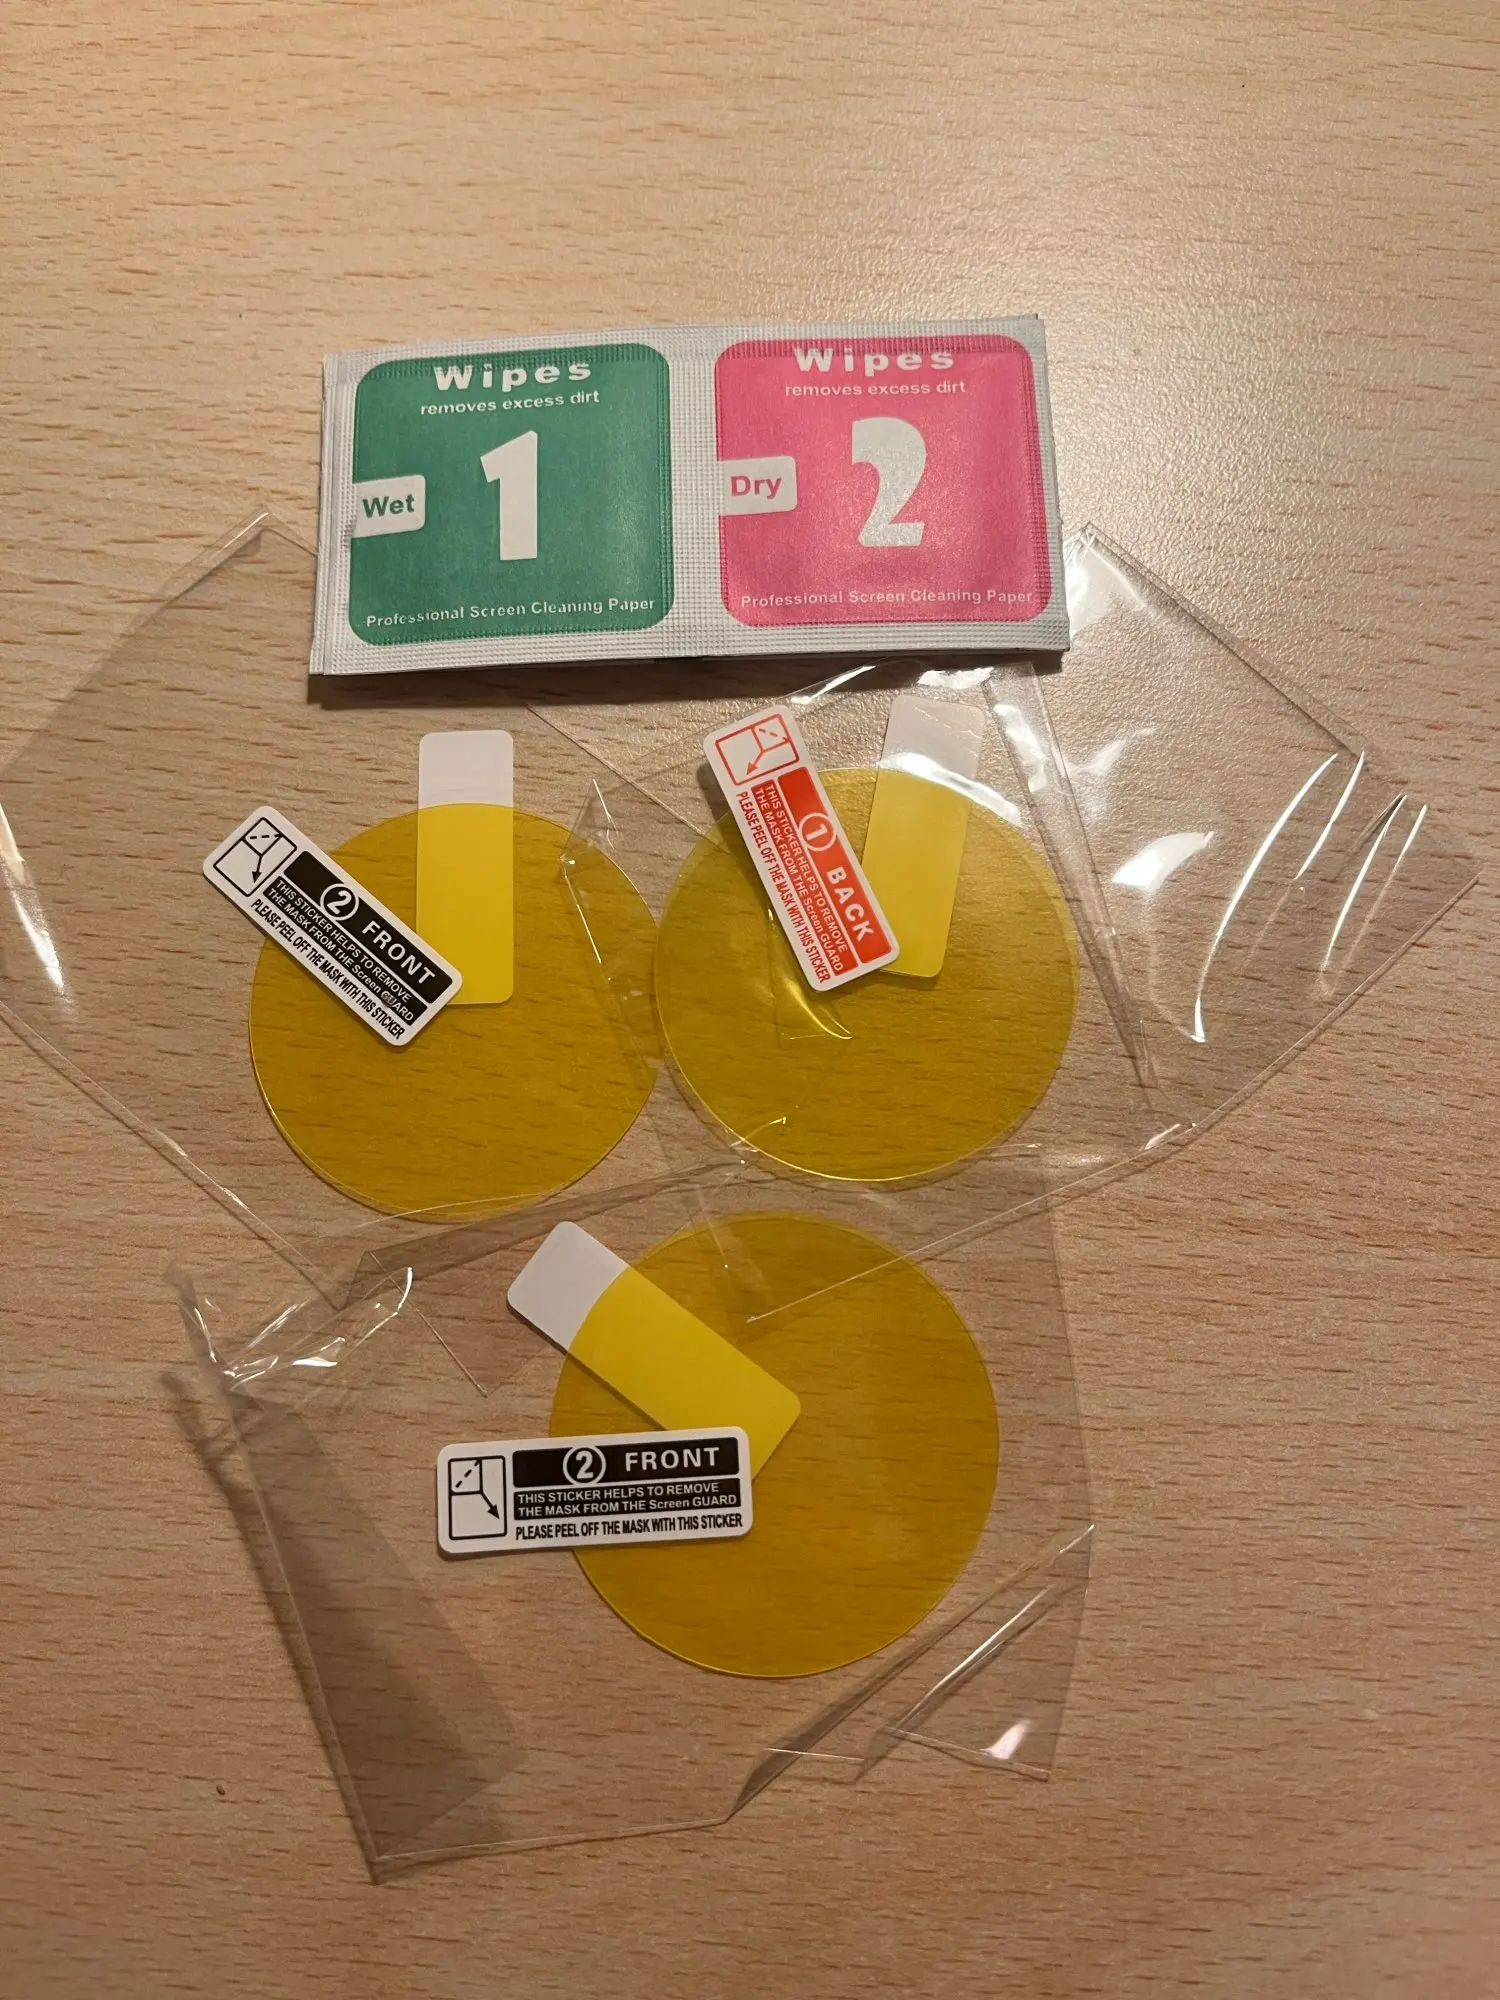 Wipes
removes excess dirt
1
Wet
Professional Screen Cleaning Paper
Wipes
removes excess dirt
2
Dry
Professional Screen Cleaning Paper
2 FRONT
THIS STICKER HELPS TO REMOVE
THE MASK FROM THE Screen GUARD
PLEASE PEEL OFF THE MASK WITH THIS STICKER
1 BACK
THIS STICKER HELPS TO REMOVE
THE MASK FROM THE Screen GUARD
PLEASE PEEL OFF THE MASK WITH THIS STICKER
2 FRONT
THIS STICKER HELPS TO REMOVE
THE MASK FROM THE Screen GUARD
PLEASE PEEL OFF THE MASK WITH THIS STICKER